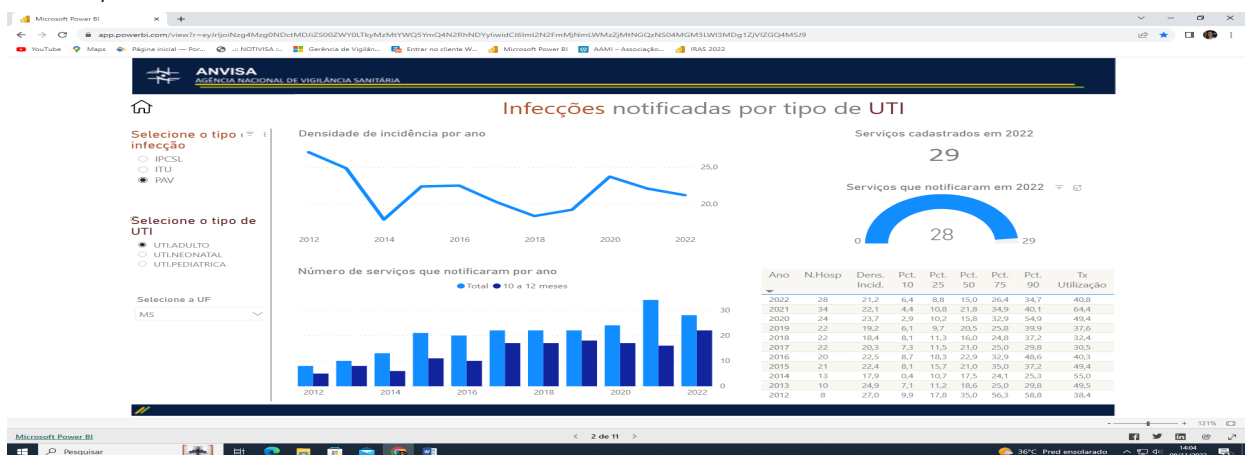 Microsoft Power BI
YouTube Maps Página inicial — Por... .:: NOTIVISA ::. Gerência de Vigilân... Entrar no cliente W... Microsoft Power BI AAMI – Associação... IRAS 2022
ANVISA
AGÊNCIA NACIONAL DE VIGILÂNCIA SANITÁRIA
Infecções notificadas por tipo de UTI
Selecione o tipo
infecção
IPCSL
ITU
PAV
Selecione o tipo de
UTI
UTI.ADULTO
UTI.NEONATAL
UTI.PEDIATRICA
Selecione a UF
MS
Densidade de incidência por ano
25,0
20,0
2012 2014 2016 2018 2020 2022
Serviços cadastrados em 2022
29
Serviços que notificaram em 2022
0 28 29
Número de serviços que notificaram por ano
Total 10 a 12 meses
30
20
10
0
2012 2014 2016 2018 2020 2022
Ano N.Hosp Dens. Incid. Pct. 10 Pct. 25 Pct. 50 Pct. 75 Pct. 90 Tx Utilização
2022 28 21,2 6,4 8,8 15,0 26,4 34,7 40,8
2021 34 22,1 4,4 10,8 21,8 34,9 40,1 64,4
2020 24 23,7 2,9 10,2 15,8 32,9 54,9 49,4
2019 22 19,2 6,1 9,7 20,5 25,8 39,9 37,6
2018 22 18,4 8,1 11,3 16,0 24,8 37,2 32,4
2017 22 20,3 7,3 11,5 21,0 25,0 29,8 30,5
2016 20 22,5 8,7 18,3 22,9 32,9 48,6 40,3
2015 21 22,4 8,1 15,7 21,0 35,0 37,2 49,4
2014 13 17,9 0,4 10,7 17,5 24,1 25,3 55,0
2013 10 24,9 7,1 11,2 18,6 25,0 29,8 49,5
2012 8 27,0 9,9 17,8 35,0 56,3 58,8 38,4
121%
Microsoft Power BI
2 de 11
Pesquisar
36°C Pred ensolarado
14:04